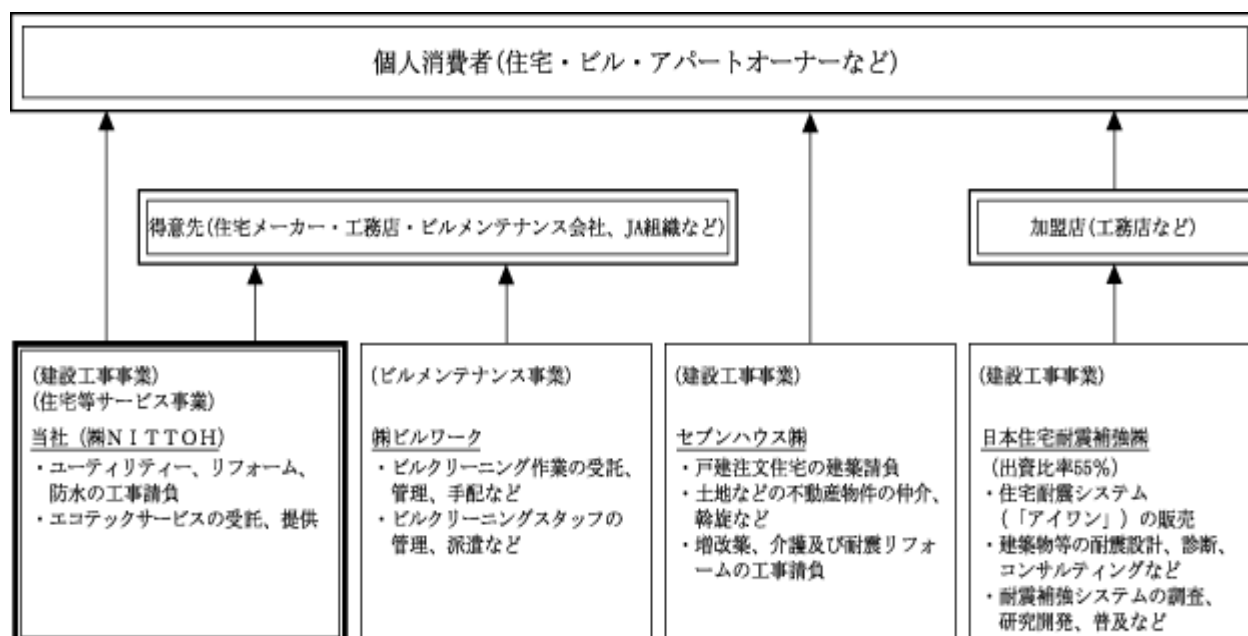 個人消費者(住宅・ビル・アパートオーナーなど)
得意先(住宅メーカー・工務店・ビルメンテナンス会社、JA組織など)
加盟店(工務店など)
(建設工事事業)
(住宅等サービス事業)
当社(㈱NITTOH)
・ユーティリティー、リフォーム、
防水の工事請負
・エコテックサービスの受託、提供
(ビルメンテナンス事業)
㈱ビルワーク
・ビルクリーニング作業の受託、
管理、手配など
・ビルクリーニングスタッフの
管理、派遣など
(建設工事事業)
セブンハウス㈱
・戸建注文住宅の建築請負
・土地などの不動産物件の仲介、
斡旋など
・増改築、介護及び耐震リフォ
ームの工事請負
(建設工事事業)
日本住宅耐震補強㈱
(出資比率55%)
・住宅耐震システム
(「アイワン」)の販売
・建築物等の耐震設計、診断、
コンサルティングなど
・耐震補強システムの調査、
研究開発、普及など